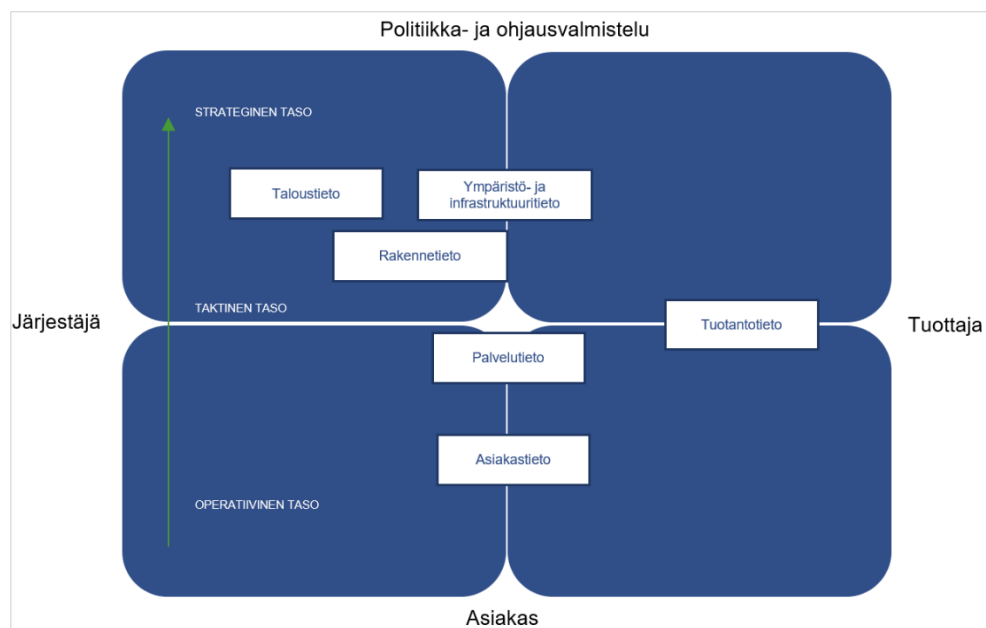 Politiikka- ja ohjausvalmistelu
STRATEGINEN TASO
Taloustieto
Ympäristö- ja
infrastruktuuritieto
Rakennetieto
TAKTINEN TASO
Järjestäjä
Tuotantotieto
Tuottaja
Palvelutieto
Asiakastieto
OPERATIIVINEN TASO
Asiakas